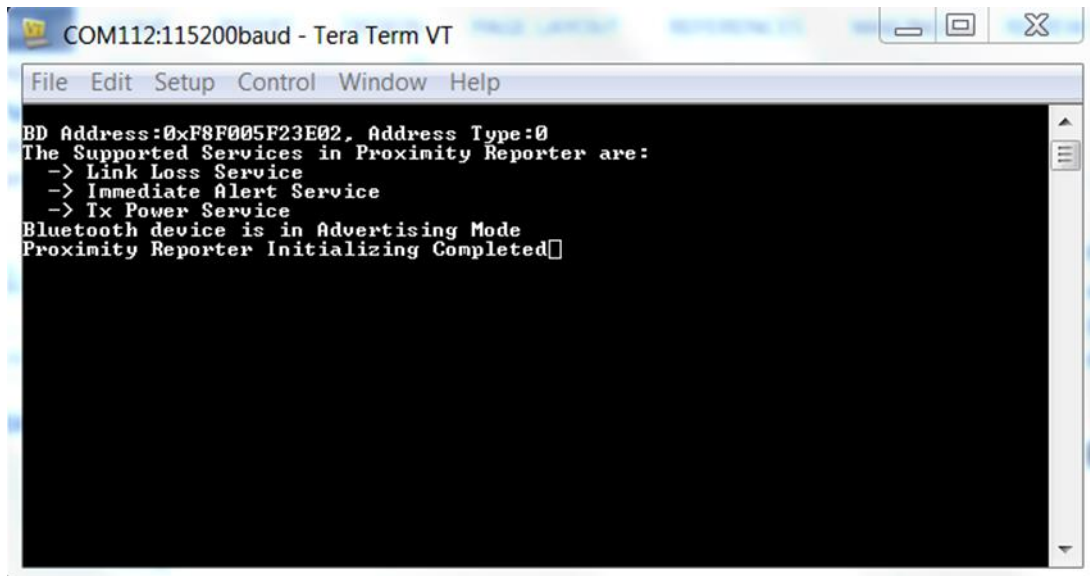 COM112:115200baud - Tera Term VT
File Edit Setup Control Window Help
BD Address:0xF8F005F23E02, Address Type:0
The Supported Services in Proximity Reporter are:
-> Link Loss Service
-> Immediate Alert Service
-> Tx Power Service
Bluetooth device is in Advertising Mode
Proximity Reporter Initializing Completed